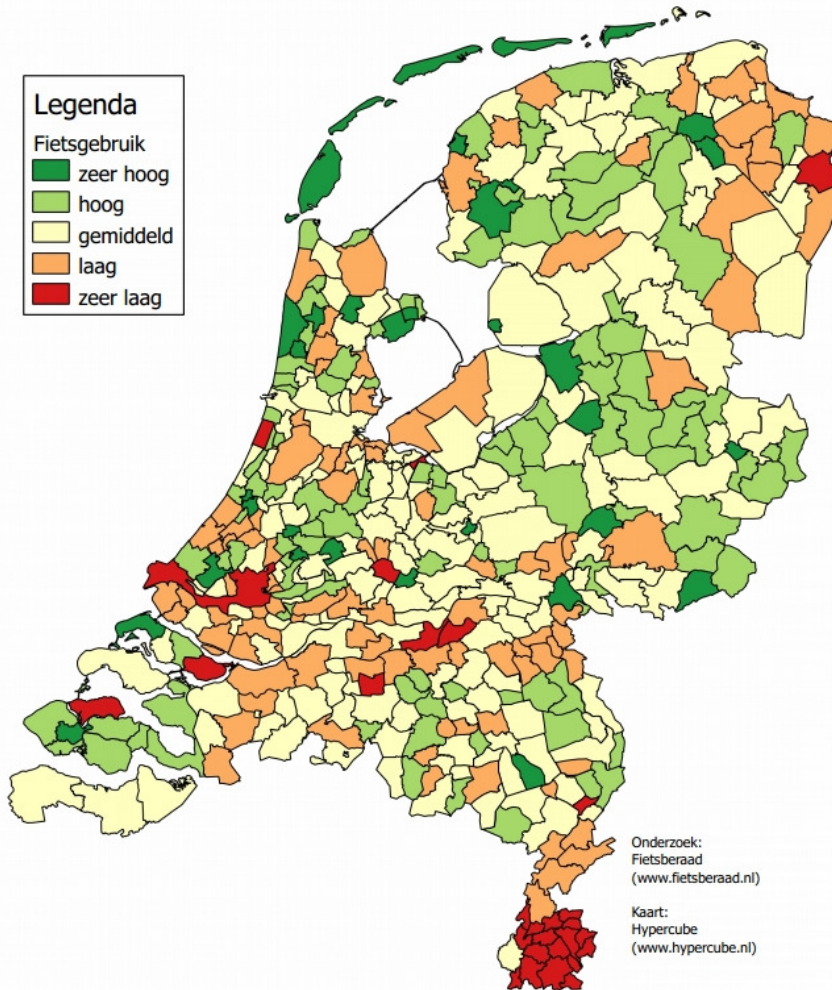 Legenda
Fietsgebruik
zeer hoog
hoog
gemiddeld
laag
zeer laag
Onderzoek:
Fietsberaad
(www.fietsberaad.nl)
Kaart:
Hypercube
(www.hypercube.nl)